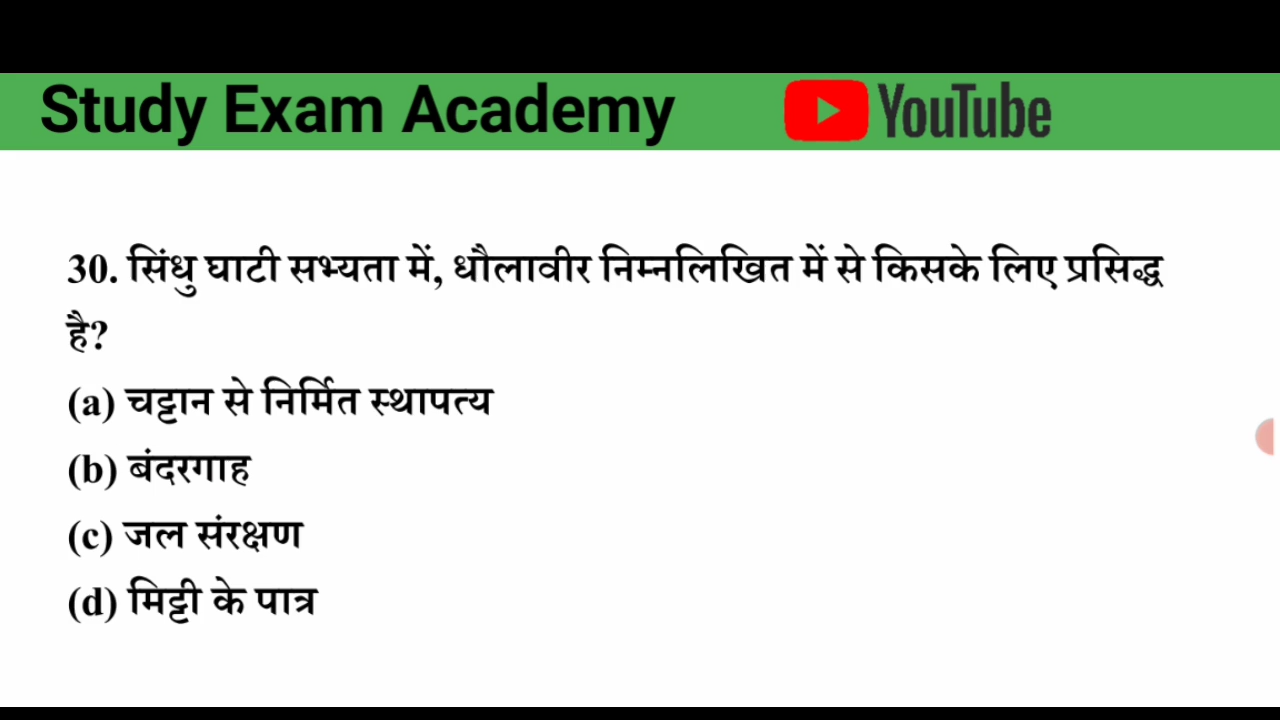 Study Exam Academy YouTube
30. सिंधु घाटी सभ्यता में, धौलावीर निम्नलिखित में से किसके लिए प्रसिद्ध
है?
(a) चट्टान से निर्मित स्थापत्य
(b) बंदरगाह
(c) जल संरक्षण
(d) मिट्टी के पात्र